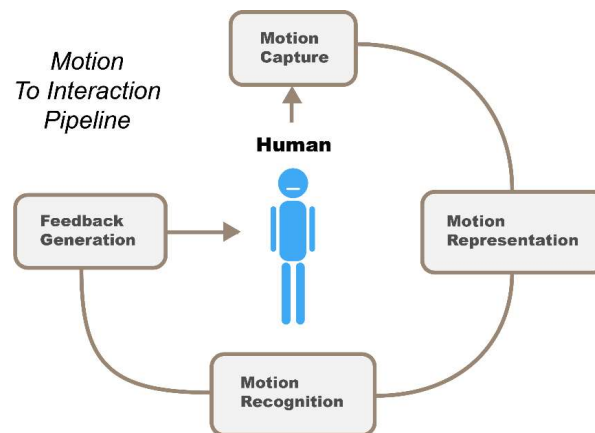 Motion
To Interaction
Pipeline
Motion
Capture
Human
Feedback
Generation
Motion
Representation
Motion
Recognition